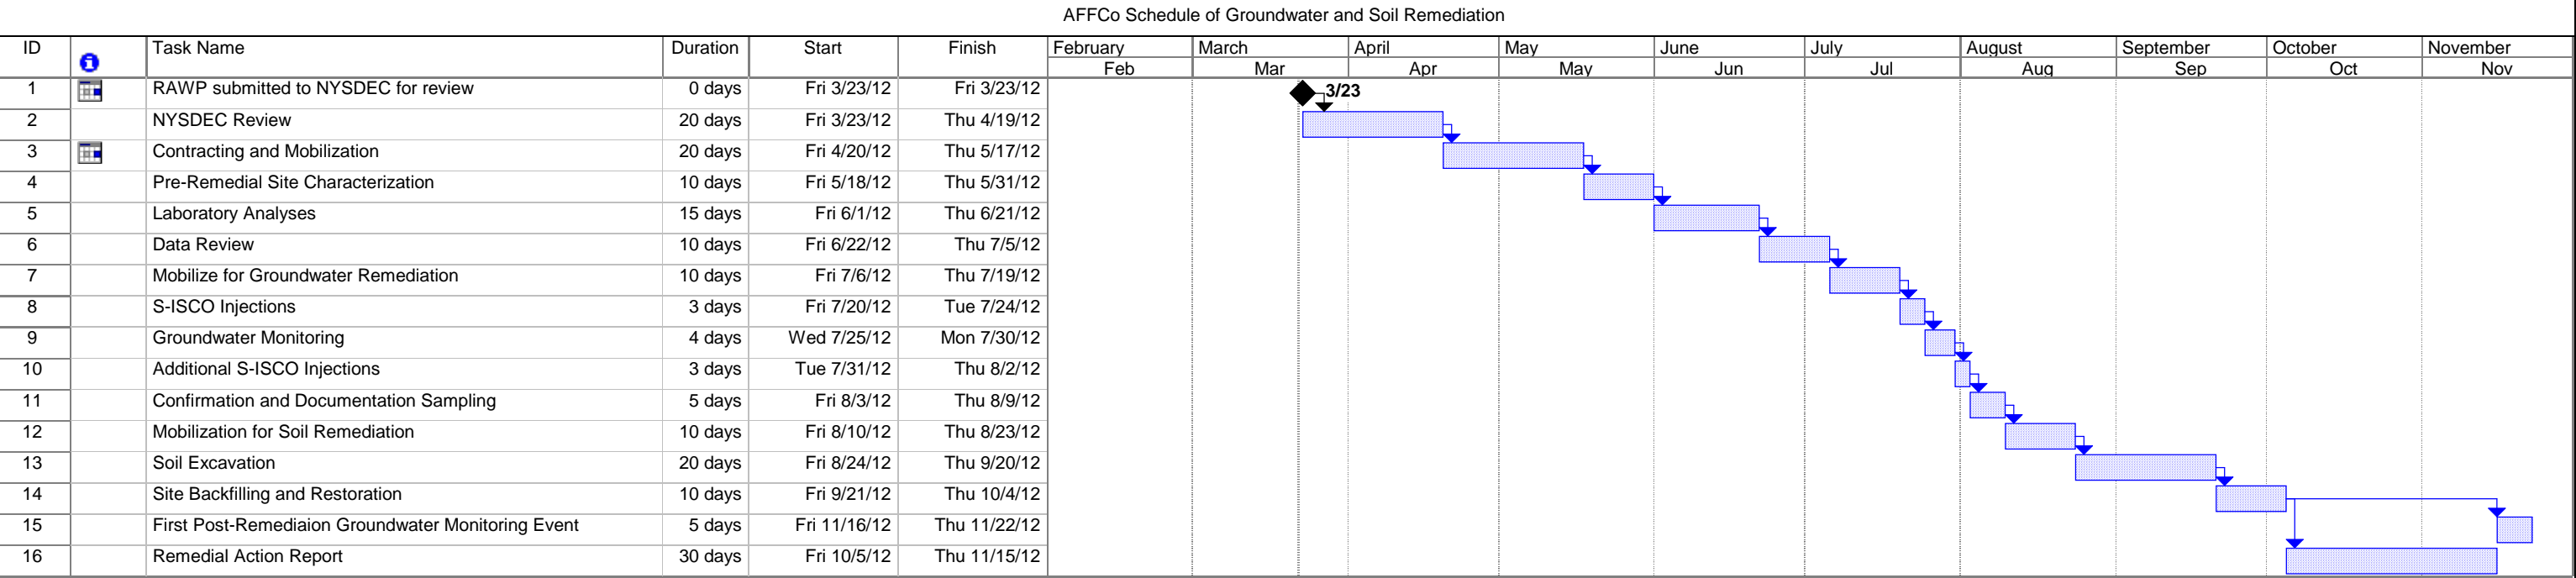 AFFCo Schedule of Groundwater and Soil Remediation
ID Task Name Duration Start Finish February March April May June July August September October November
Feb Mar Apr May Jun Jul Aug Sep Oct Nov
1 RAWP submitted to NYSDEC for review 0 days Fri 3/23/12 Fri 3/23/12 3/23
2 NYSDEC Review 20 days Fri 3/23/12 Thu 4/19/12
3 Contracting and Mobilization 20 days Fri 4/20/12 Thu 5/17/12
4 Pre-Remedial Site Characterization 10 days Fri 5/18/12 Thu 5/31/12
5 Laboratory Analyses 15 days Fri 6/1/12 Thu 6/21/12
6 Data Review 10 days Fri 6/22/12 Thu 7/5/12
7 Mobilize for Groundwater Remediation 10 days Fri 7/6/12 Thu 7/19/12
8 S-ISCO Injections 3 days Fri 7/20/12 Tue 7/24/12
9 Groundwater Monitoring 4 days Wed 7/25/12 Mon 7/30/12
10 Additional S-ISCO Injections 3 days Tue 7/31/12 Thu 8/2/12
11 Confirmation and Documentation Sampling 5 days Fri 8/3/12 Thu 8/9/12
12 Mobilization for Soil Remediation 10 days Fri 8/10/12 Thu 8/23/12
13 Soil Excavation 20 days Fri 8/24/12 Thu 9/20/12
14 Site Backfilling and Restoration 10 days Fri 9/21/12 Thu 10/4/12
15 First Post-Remediaion Groundwater Monitoring Event 5 days Fri 11/16/12 Thu 11/22/12
16 Remedial Action Report 30 days Fri 10/5/12 Thu 11/15/12